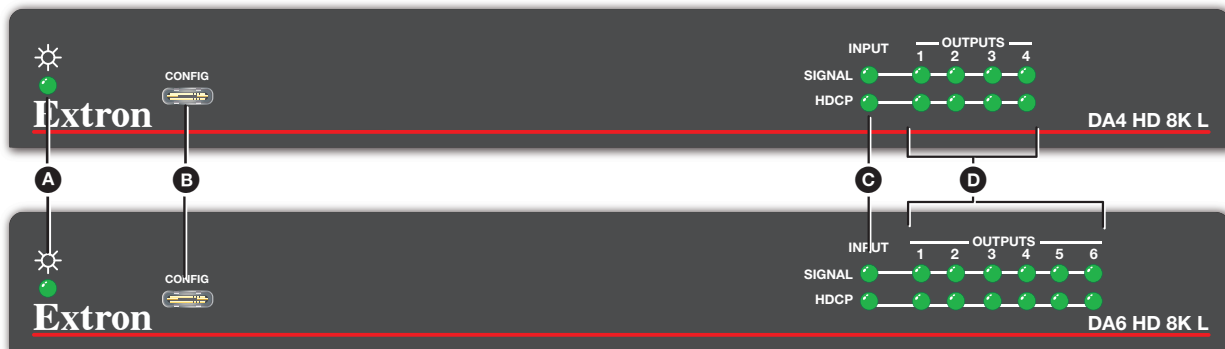 INPUT
OUTPUTS
1 2 3 4
CONFIG
SIGNAL
HDCP
Extron
DA4 HD 8K L
A B C D
INPUT
OUTPUTS
1 2 3 4 5 6
CONFIG
SIGNAL
HDCP
Extron
DA6 HD 8K L